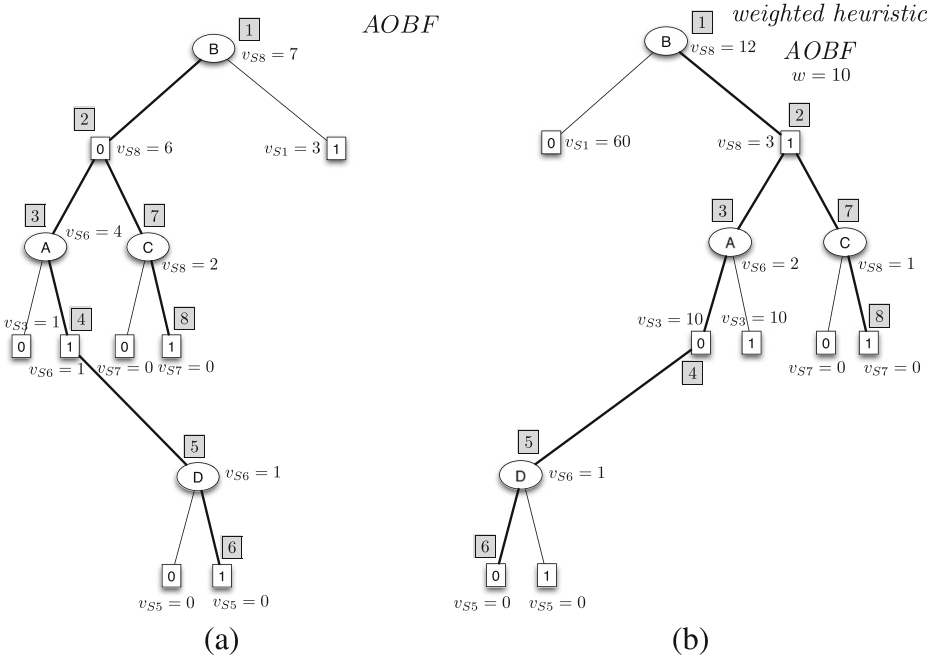 AOBF
1
B
v_{S8} = 7
2
0
v_{S8} = 6
v_{S1} = 3
1
3
A
v_{S6} = 4
7
C
v_{S8} = 2
v_{S3} = 1
0
4
1
v_{S6} = 1
0
v_{S7} = 0
8
1
v_{S7} = 0
5
D
v_{S6} = 1
6
0
1
v_{S5} = 0
v_{S5} = 0
(a)
weighted heuristic
AOBF
w = 10
1
B
v_{S8} = 12
0
v_{S1} = 60
2
v_{S8} = 3
1
3
A
v_{S6} = 2
7
C
v_{S8} = 1
v_{S3} = 10
0
4
v_{S3} = 10
1
0
v_{S7} = 0
8
1
v_{S7} = 0
5
D
v_{S6} = 1
6
0
1
v_{S5} = 0
v_{S5} = 0
(b)